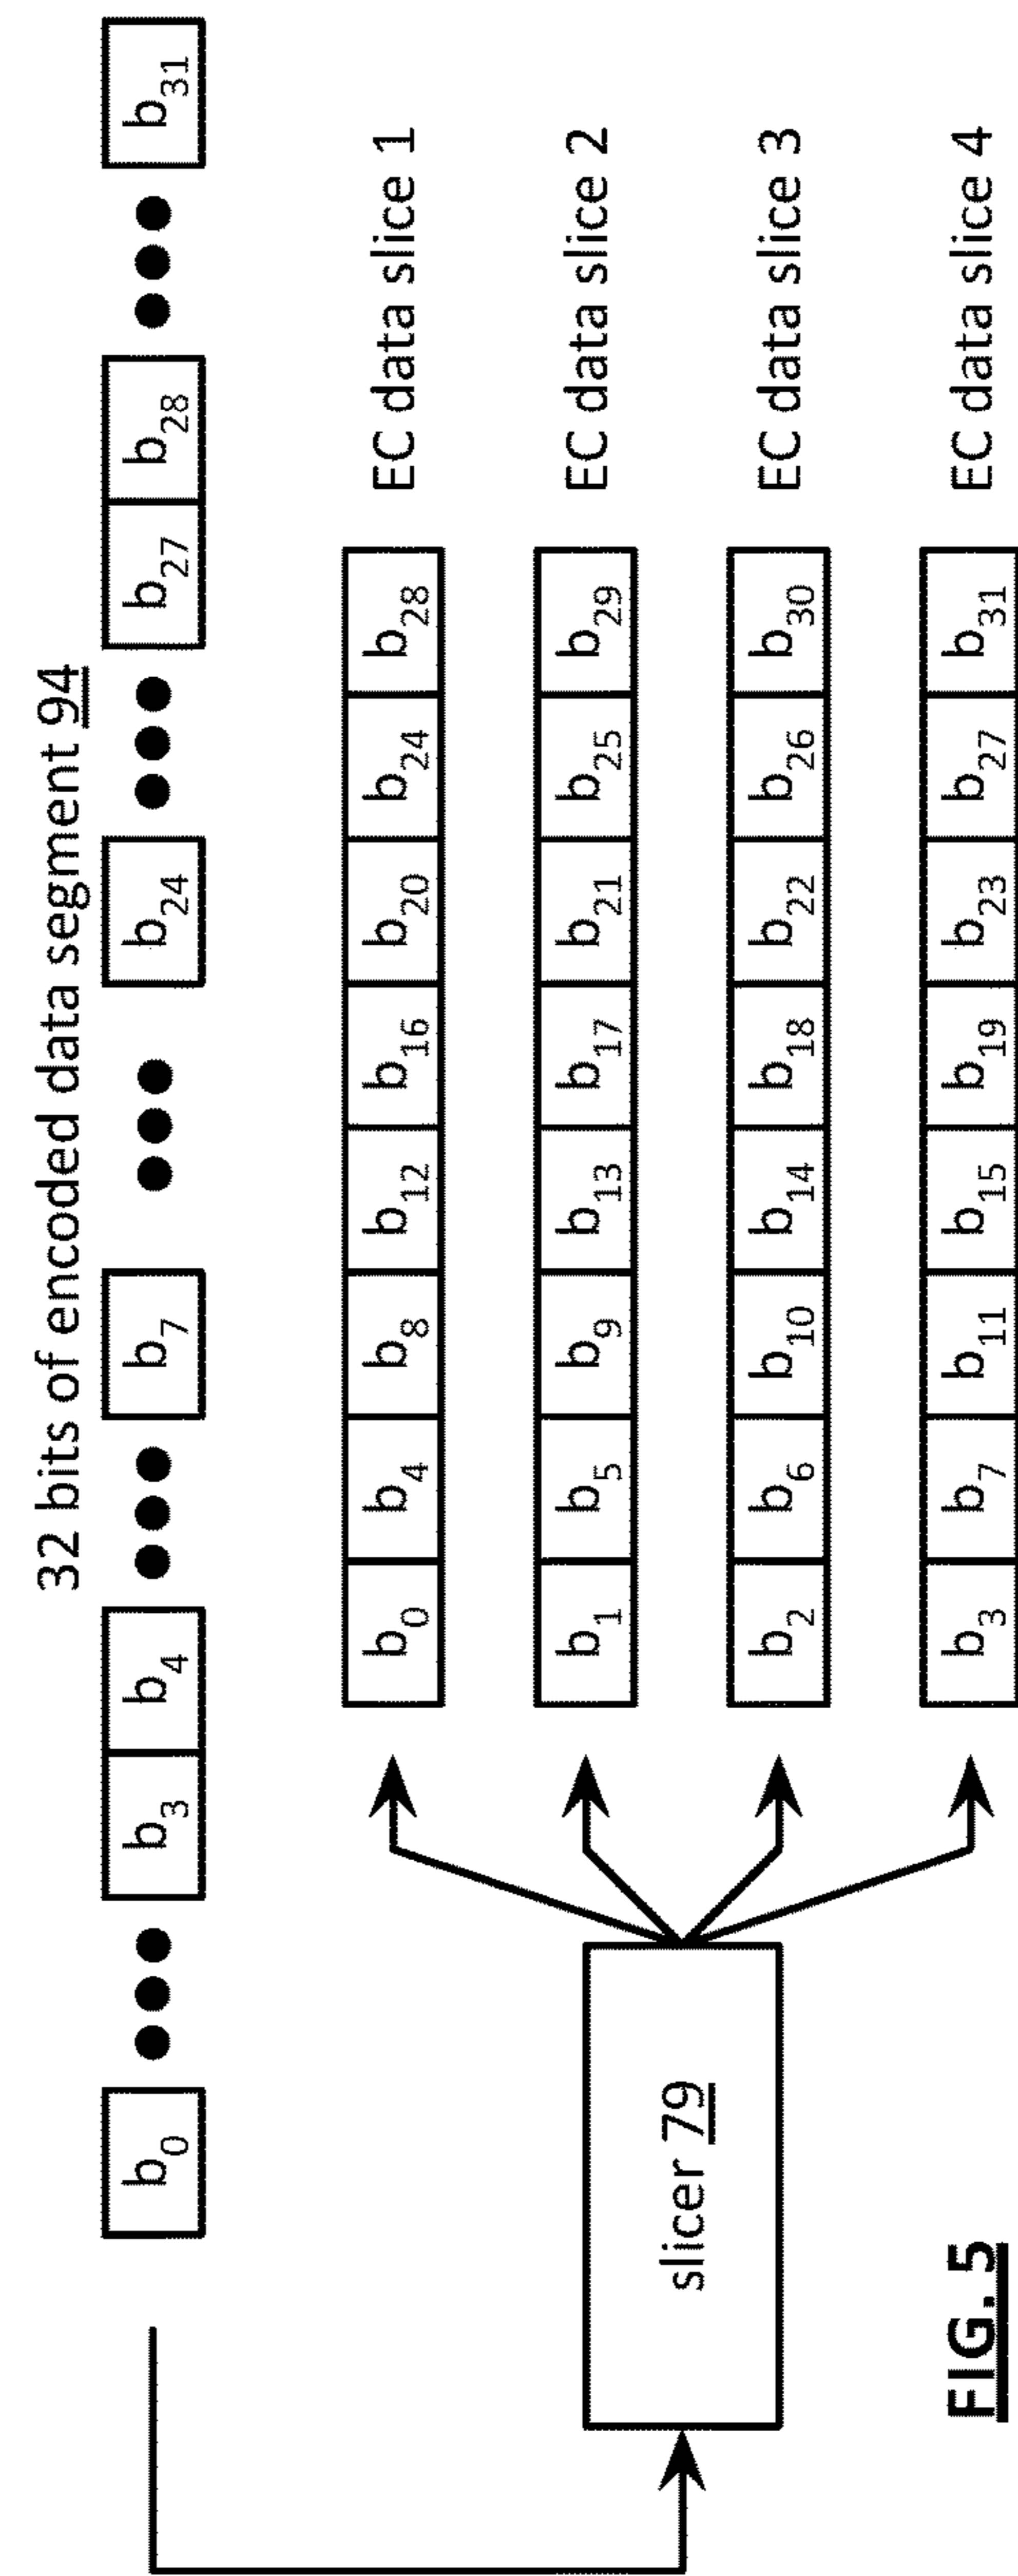 32 bits of encoded data segment 94
b0 ••• b3 b4 ••• b7 ••• b24 ••• b27 b28 ••• b31
b0 b4 b8 b12 b16 b20 b24 b28 EC data slice 1
b1 b5 b9 b13 b17 b21 b25 b29 EC data slice 2
slicer 79
b2 b6 b10 b14 b18 b22 b26 b30 EC data slice 3
b3 b7 b11 b15 b19 b23 b27 b31 EC data slice 4
FIG. 5